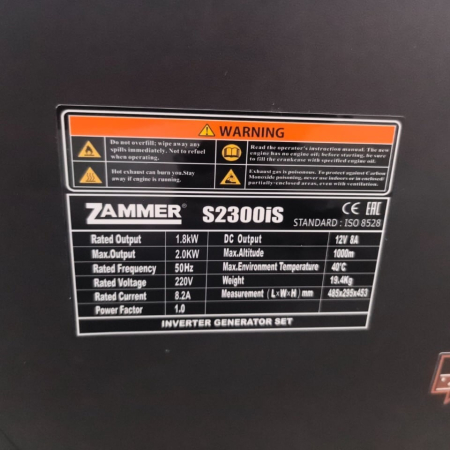 WARNING
Do not overfill; wipe away any
spills immediately. Not to refuel
when operating.
Read the operator's instruction manual. The new
engine has no engine oil; before starting, be sure
to fill the crankcase with specified engine oil.
Hot exhaust can burn you.Stay
away if engine is running.
Exhaust gas is poisonous. To protect against Carbon
Monoxide poisoning, never use indoors or in enclosed
partially-enclosed areas, even with ventilation.
ZAMMER® S2300iS CE EAC
STANDARD : ISO 8528
Rated Output 1.8kW DC Output 12V 8A
Max.Output 2.0KW Max.Altitude 1000m
Rated Frequency 50Hz Max.Environment Temperature 40℃
Rated Voltage 220V Weight 19.4Kg
Rated Current 8.2A Measurement (L×W×H) mm 485x295x453
Power Factor 1.0
INVERTER GENERATOR SET